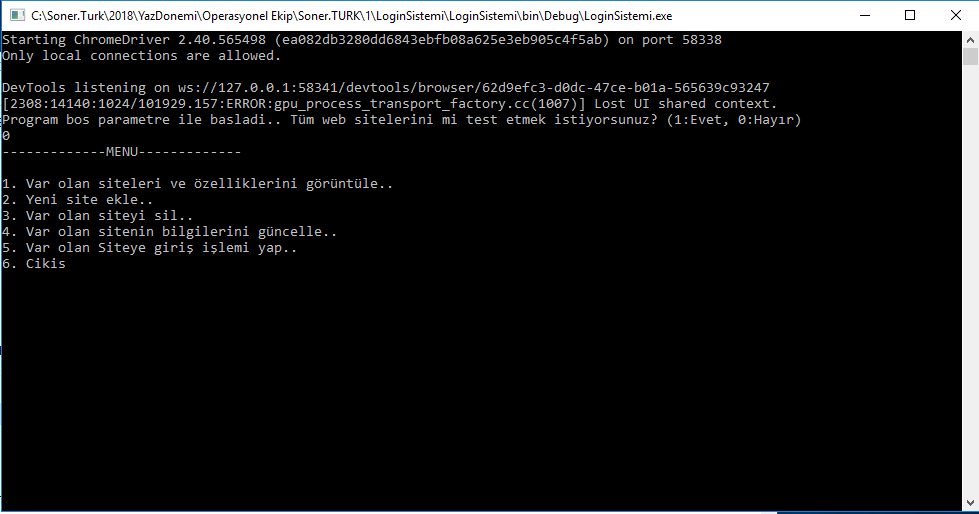 C:\Soner.Turk\2018\YazDonemi\Operasyonel Ekip\Soner.TURK\1\LoginSistemi\LoginSistemi\bin\Debug\LoginSistemi.exe
Starting ChromeDriver 2.40.565498 (ea082db3280dd6843ebfb08a625e3eb905c4f5ab) on port 58338
Only local connections are allowed.
DevTools listening on ws://127.0.0.1:58341/devtools/browser/62d9efc3-d0dc-47ce-b01a-565639c93247
[2308:14140:1024/101929.157:ERROR:gpu_process_transport_factory.cc(1007)] Lost UI shared context.
Program bos parametre ile basladi.. Tüm web sitelerini mi test etmek istiyorsunuz? (1:Evet, 0:Hayır)
0
-------------MENU-------------
1. Var olan siteleri ve özelliklerini görüntüle..
2. Yeni site ekle..
3. Var olan siteyi sil..
4. Var olan sitenin bilgilerini güncelle..
5. Var olan Siteye giriş işlemi yap..
6. Cikis